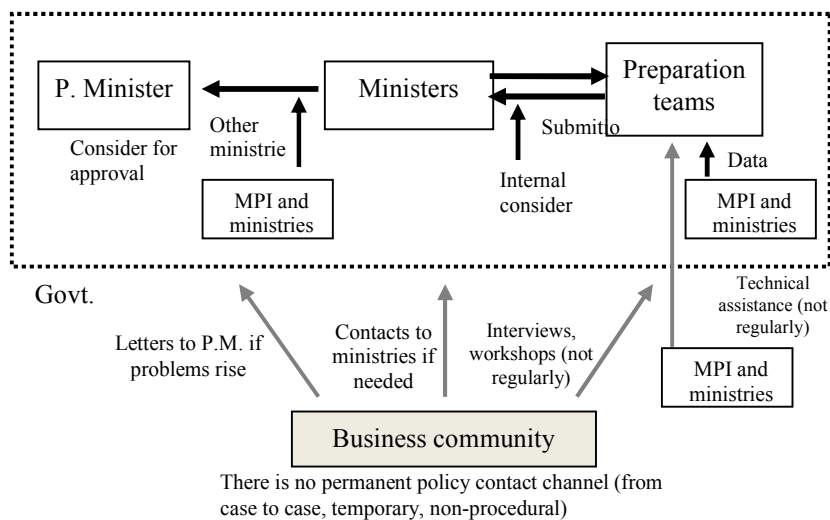 P. Minister
Ministers
Preparation
teams
Consider for
approval
Other
ministrie
Submitio
Internal
consider
Data
MPI and
ministries
MPI and
ministries
Govt.
Technical
assistance (not
regularly)
Letters to P.M. if
problems rise
Contacts to
ministries if
needed
Interviews,
workshops (not
regularly)
MPI and
ministries
Business community
There is no permanent policy contact channel (from
case to case, temporary, non-procedural)